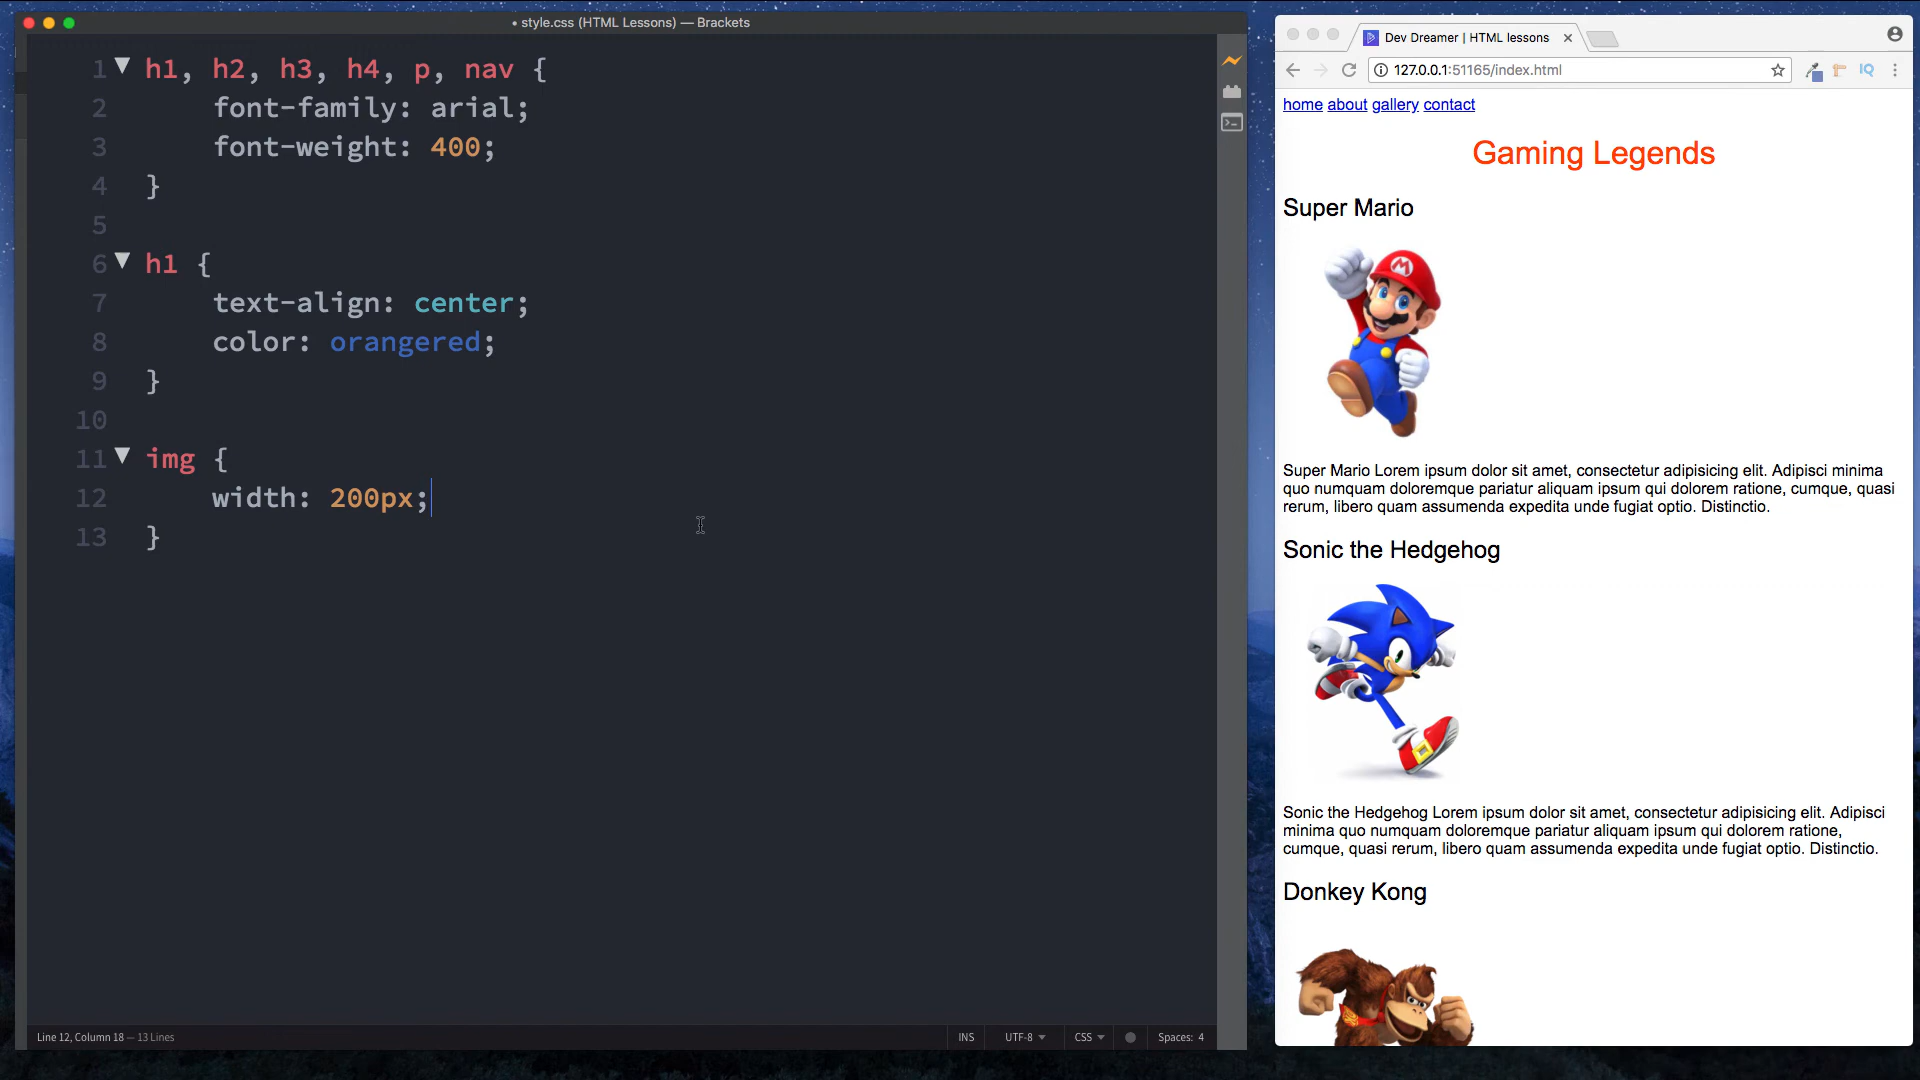 • style.css (HTML Lessons) — Brackets
1 ▼ h1, h2, h3, h4, p, nav {
2 font-family: arial;
3 font-weight: 400;
4 }
5
6 ▼ h1 {
7 text-align: center;
8 color: orangered;
9 }
10
11 ▼ img {
12 width: 200px;
13 }
Line 12, Column 18 — 13 Lines
INS UTF-8 CSS Spaces: 4
Dev Dreamer | HTML lessons
127.0.0.1:51165/index.html
IQ
home about gallery contact
Gaming Legends
Super Mario
M
Super Mario Lorem ipsum dolor sit amet, consectetur adipisicing elit. Adipisci minima
quo numquam doloremque pariatur aliquam ipsum qui dolorem ratione, cumque, quasi
rerum, libero quam assumenda expedita unde fugiat optio. Distinctio.
Sonic the Hedgehog
Sonic the Hedgehog Lorem ipsum dolor sit amet, consectetur adipisicing elit. Adipisci
minima quo numquam doloremque pariatur aliquam ipsum qui dolorem ratione,
cumque, quasi rerum, libero quam assumenda expedita unde fugiat optio. Distinctio.
Donkey Kong